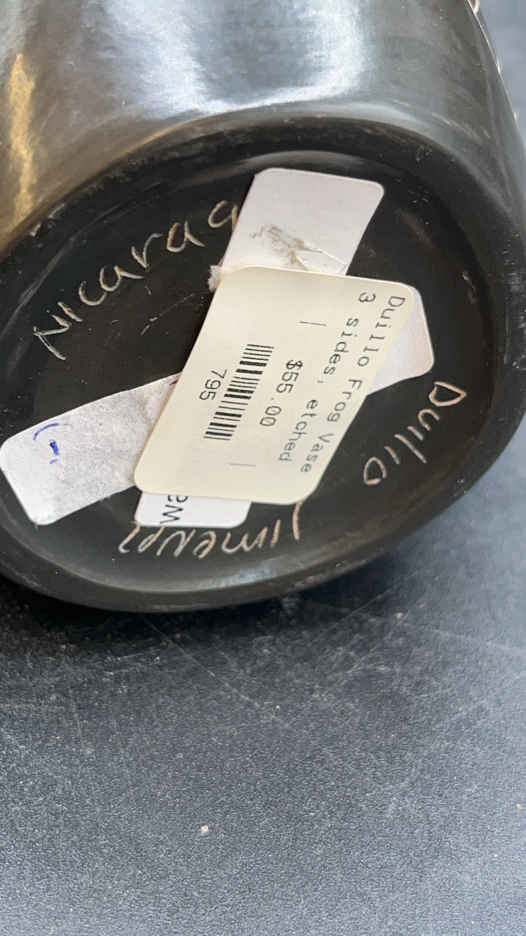 Nicarag
Duilio
Jimenez
Duilio Frog Vase
3 sides, etched
$55.00
795